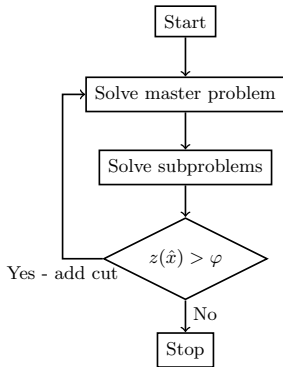 Start
Solve master problem
Solve subproblems
z(x̂) > φ
Yes - add cut
No
Stop